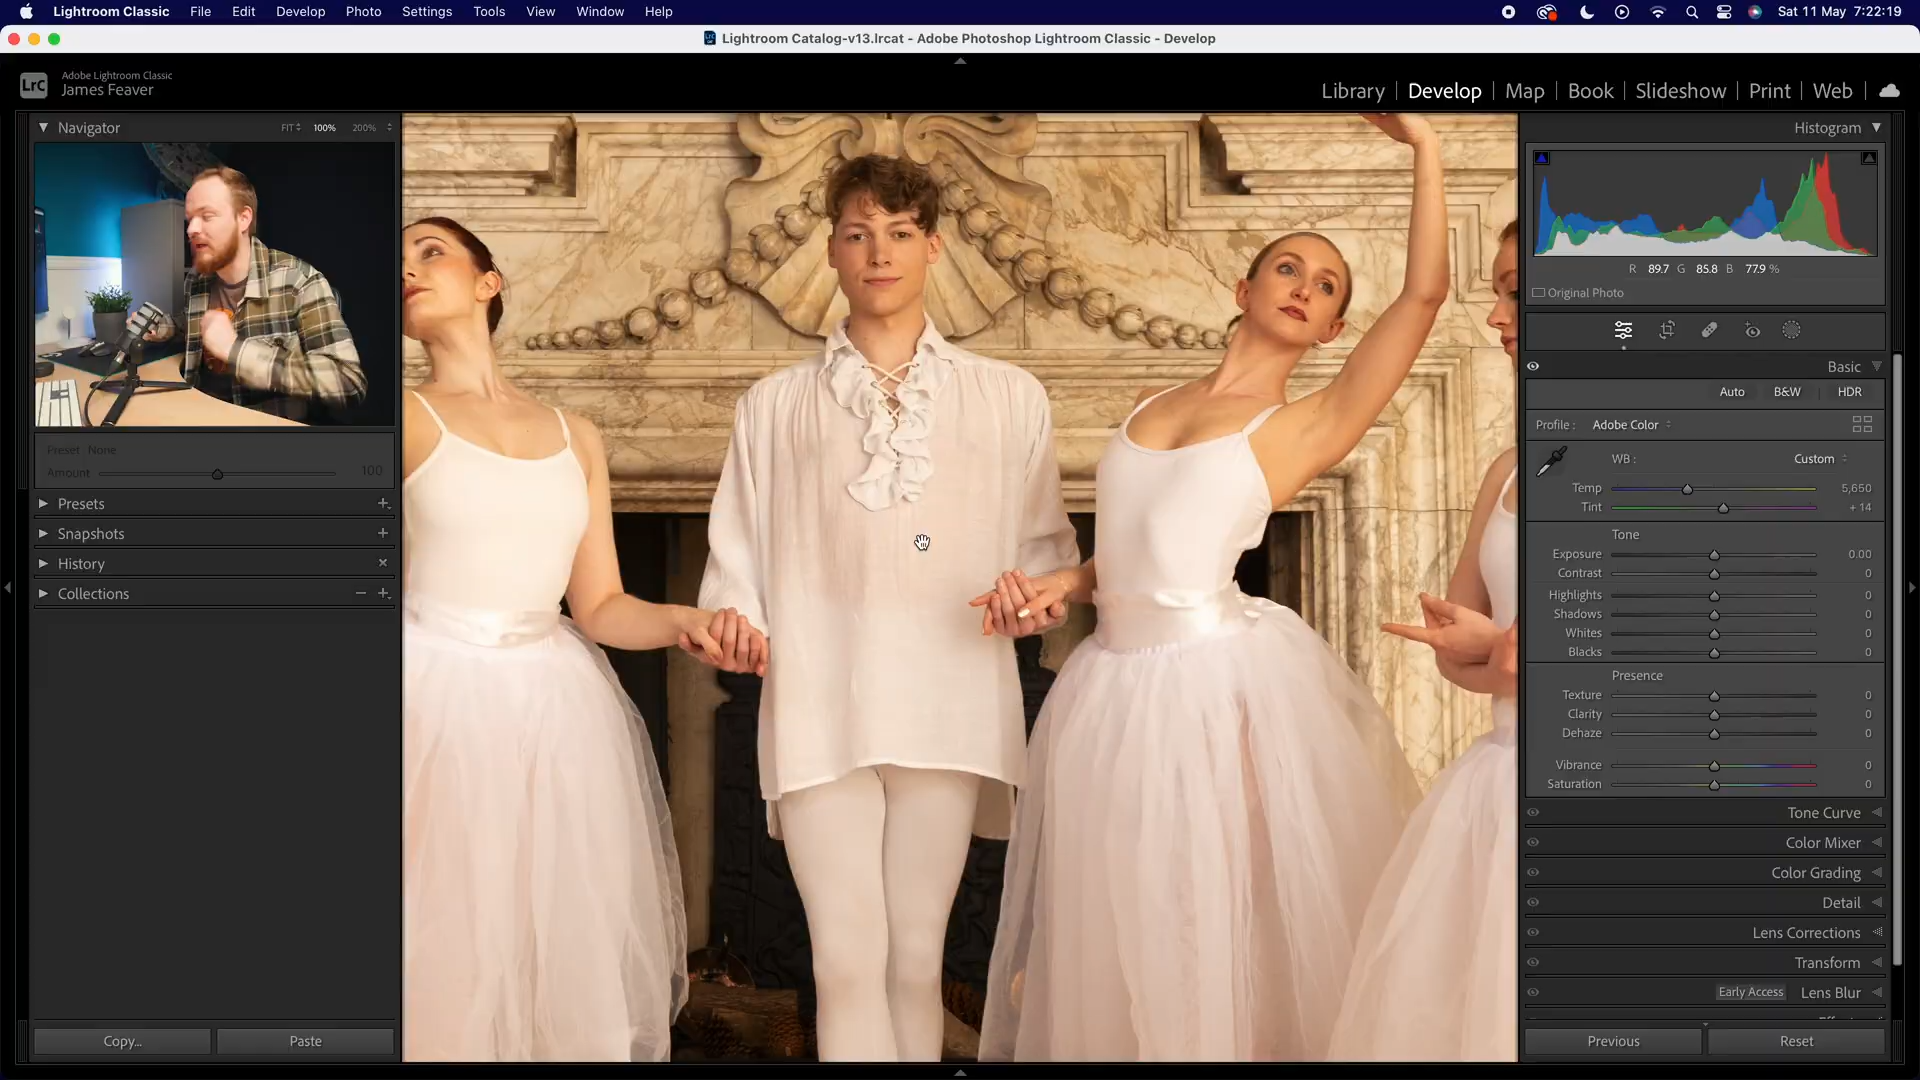 Lightroom Classic File Edit Develop Photo Settings Tools View Window Help Sat 11 May 7:22:19
Lightroom Catalog-v13.lrcat - Adobe Photoshop Lightroom Classic - Develop
LrC Adobe Lightroom Classic
James Feaver
Library | Develop | Map | Book | Slideshow | Print | Web
Navigator FIT 100% 200%
Preset: None
Amount 100
Presets
Snapshots
History
Collections
Copy... Paste
Histogram
R 89.7 G 85.8 B 77.9 %
Original Photo
Basic
Auto B&W HDR
Profile: Adobe Color
WB: Custom
Temp 5,650
Tint + 14
Tone
Exposure 0.00
Contrast 0
Highlights 0
Shadows 0
Whites 0
Blacks 0
Presence
Texture 0
Clarity 0
Dehaze 0
Vibrance 0
Saturation 0
Tone Curve
Color Mixer
Color Grading
Detail
Lens Corrections
Transform
Early Access Lens Blur
Previous Reset